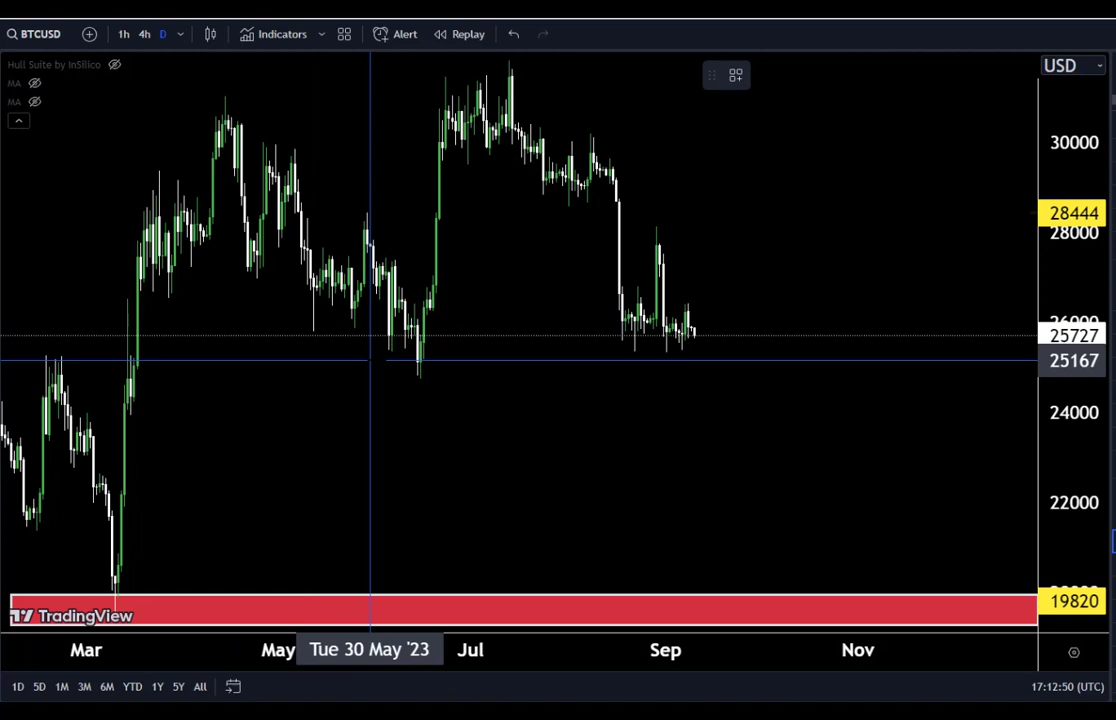 BTCUSD 1h 4h D Indicators Alert Replay
Hull Suite by InSilico
MA
MA
USD
30000
28444
28000
26000
25727
25167
24000
22000
19820
TradingView
Mar May Tue 30 May '23 Jul Sep Nov
1D 5D 1M 3M 6M YTD 1Y 5Y All 17:12:50 (UTC)